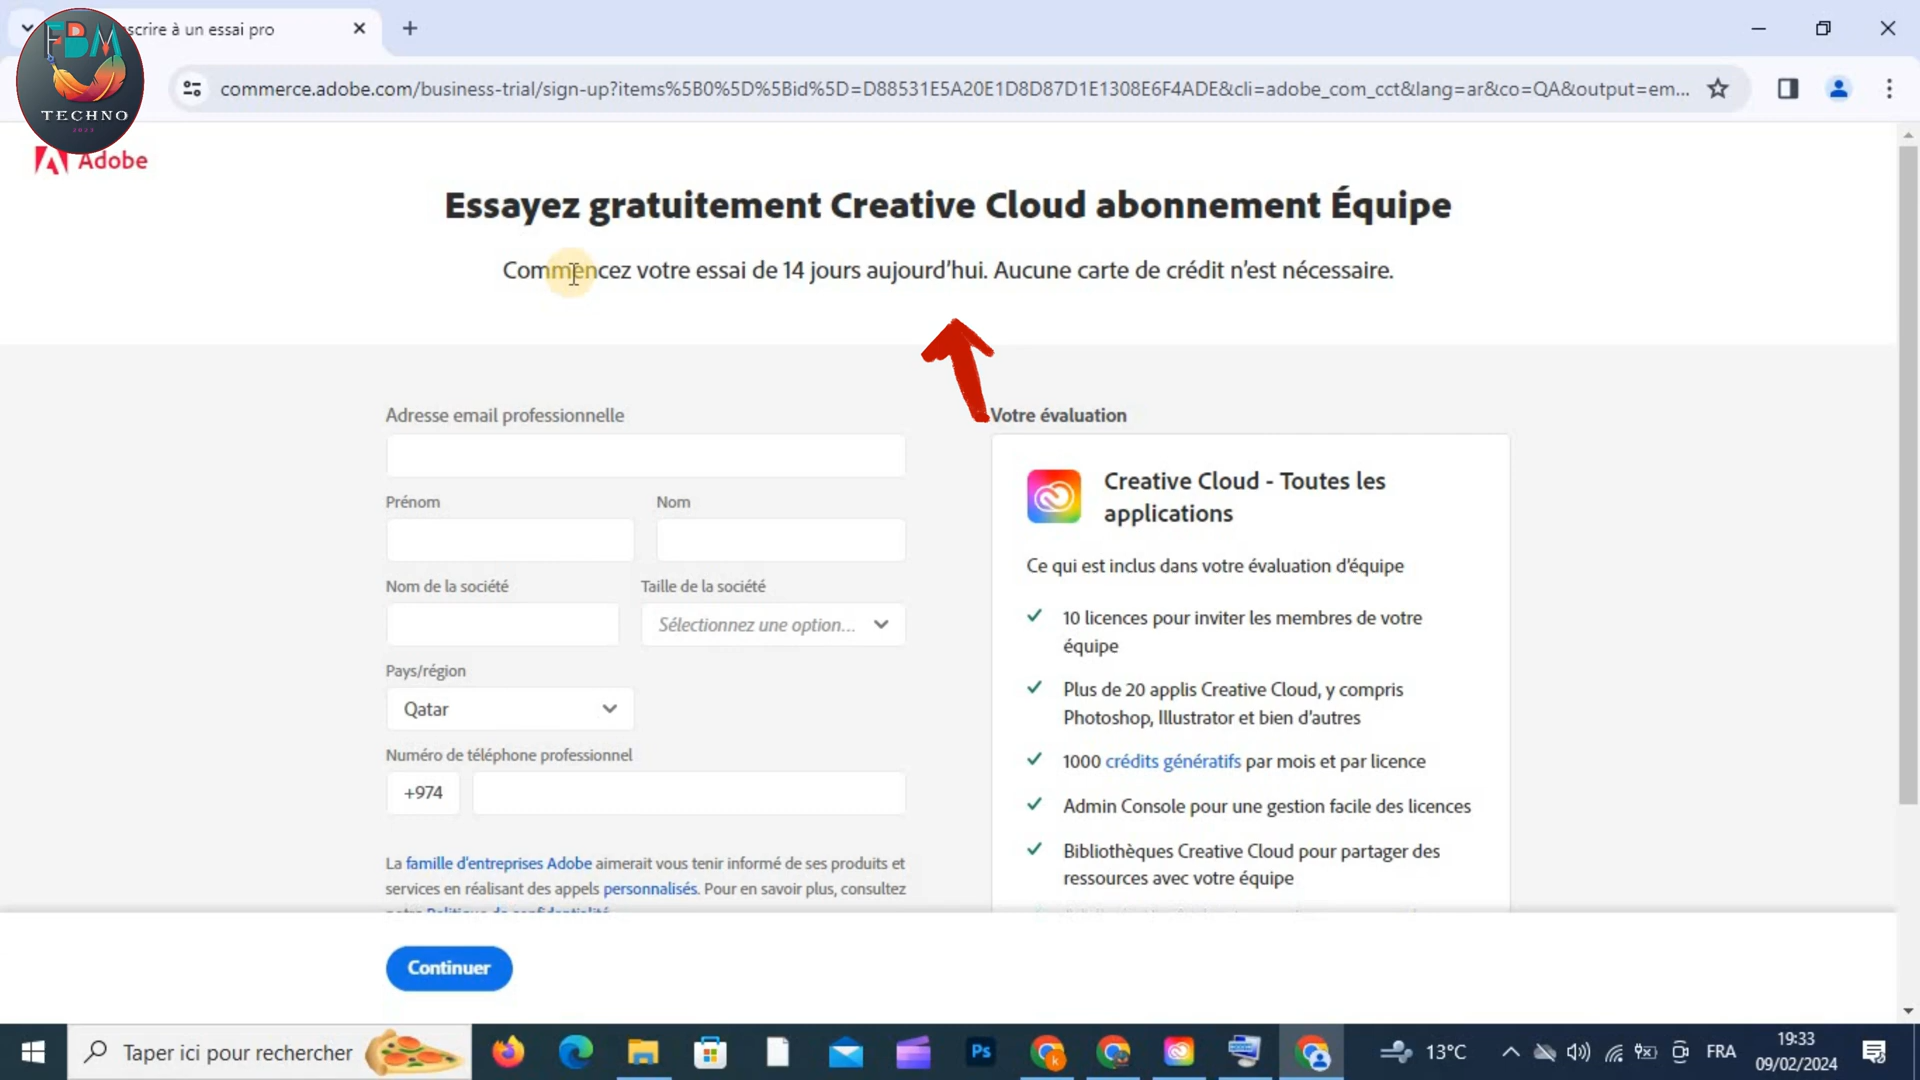 scrire à un essai pro
FBM
TECHNO
2023
commerce.adobe.com/business-trial/sign-up?items%5B0%5D%5Bid%5D=D88531E5A20E1D8D87D1E1308E6F4ADE&cli=adobe_com_cct&lang=ar&co=QA&output=em...
Adobe
Essayez gratuitement Creative Cloud abonnement Équipe
Commencez votre essai de 14 jours aujourd’hui. Aucune carte de crédit n’est nécessaire.
Adresse email professionnelle
Prénom
Nom
Nom de la société
Taille de la société
Sélectionnez une option...
Pays/région
Qatar
Numéro de téléphone professionnel
+974
La famille d’entreprises Adobe aimerait vous tenir informé de ses produits et
services en réalisant des appels personnalisés. Pour en savoir plus, consultez
notre Politique de confidentialité
Votre évaluation
Creative Cloud - Toutes les
applications
Ce qui est inclus dans votre évaluation d’équipe
10 licences pour inviter les membres de votre
équipe
Plus de 20 applis Creative Cloud, y compris
Photoshop, Illustrator et bien d’autres
1000 crédits génératifs par mois et par licence
Admin Console pour une gestion facile des licences
Bibliothèques Creative Cloud pour partager des
ressources avec votre équipe
Continuer
Taper ici pour rechercher
Ps
k
13°C
FRA
19:33
09/02/2024